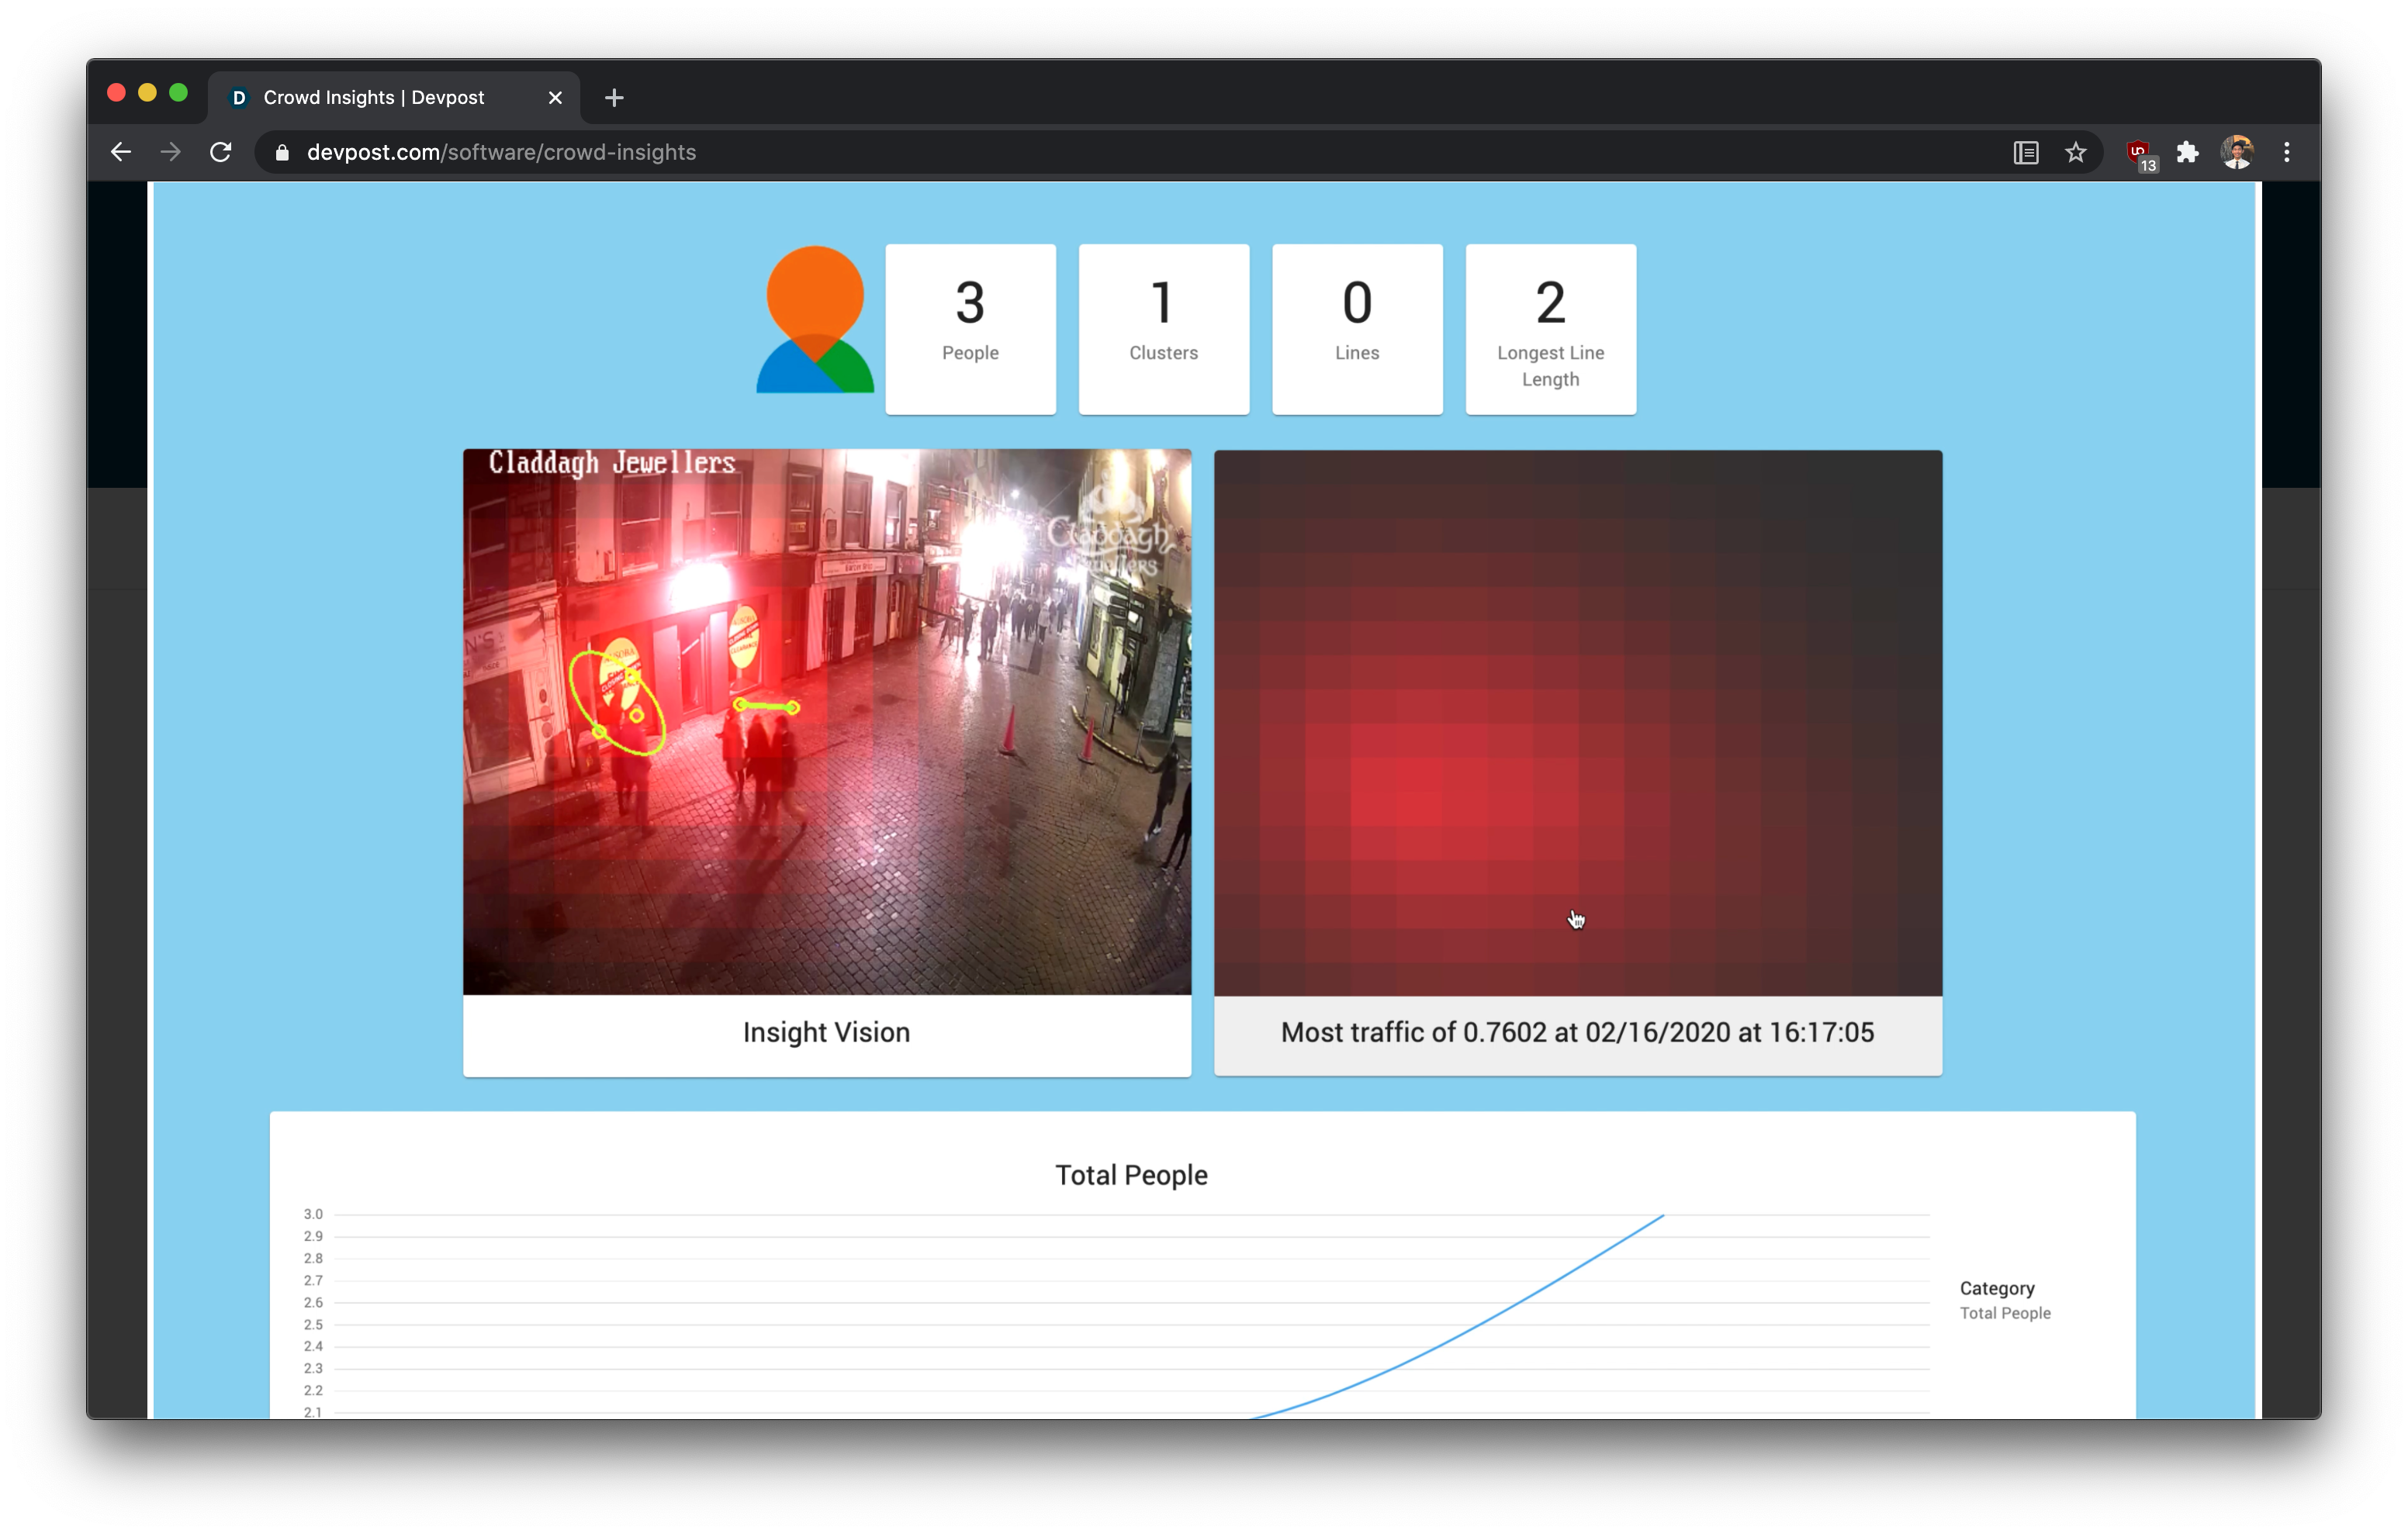 D Crowd Insights | Devpost
devpost.com/software/crowd-insights
13
3
People
1
Clusters
0
Lines
2
Longest Line
Length
Claddagh Jewellers
Claddagh
Jewellers
N'S
CLOSING
Insight Vision
Most traffic of 0.7602 at 02/16/2020 at 16:17:05
Total People
3.0
2.9
2.8
2.7
2.6
2.5
2.4
2.3
2.2
2.1
Category
Total People